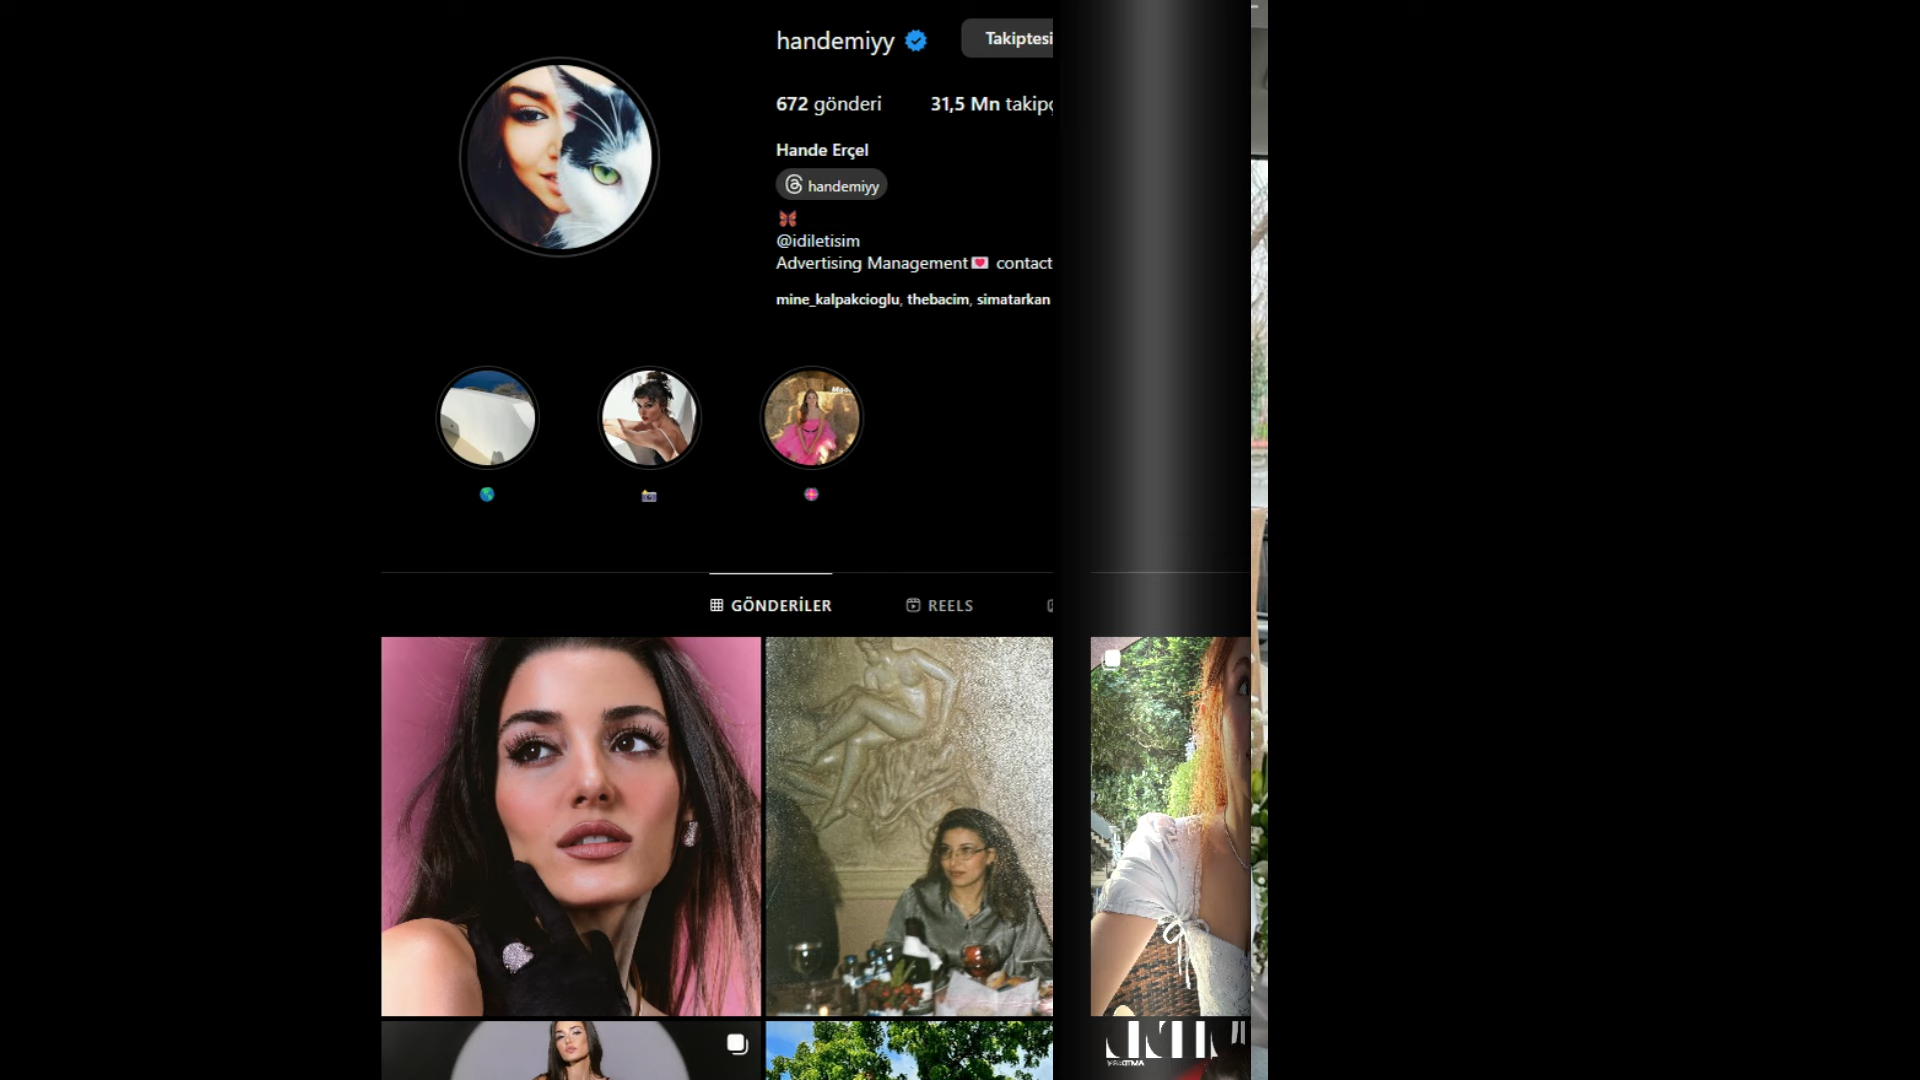 handemiyy
Takiptesi
672 gönderi 31,5 Mn takipç
Hande Erçel
handemiyy
@idiletisim
Advertising Management contact
mine_kalpakcioglu, thebacim, simatarkan
GÖNDERİLER
REELS